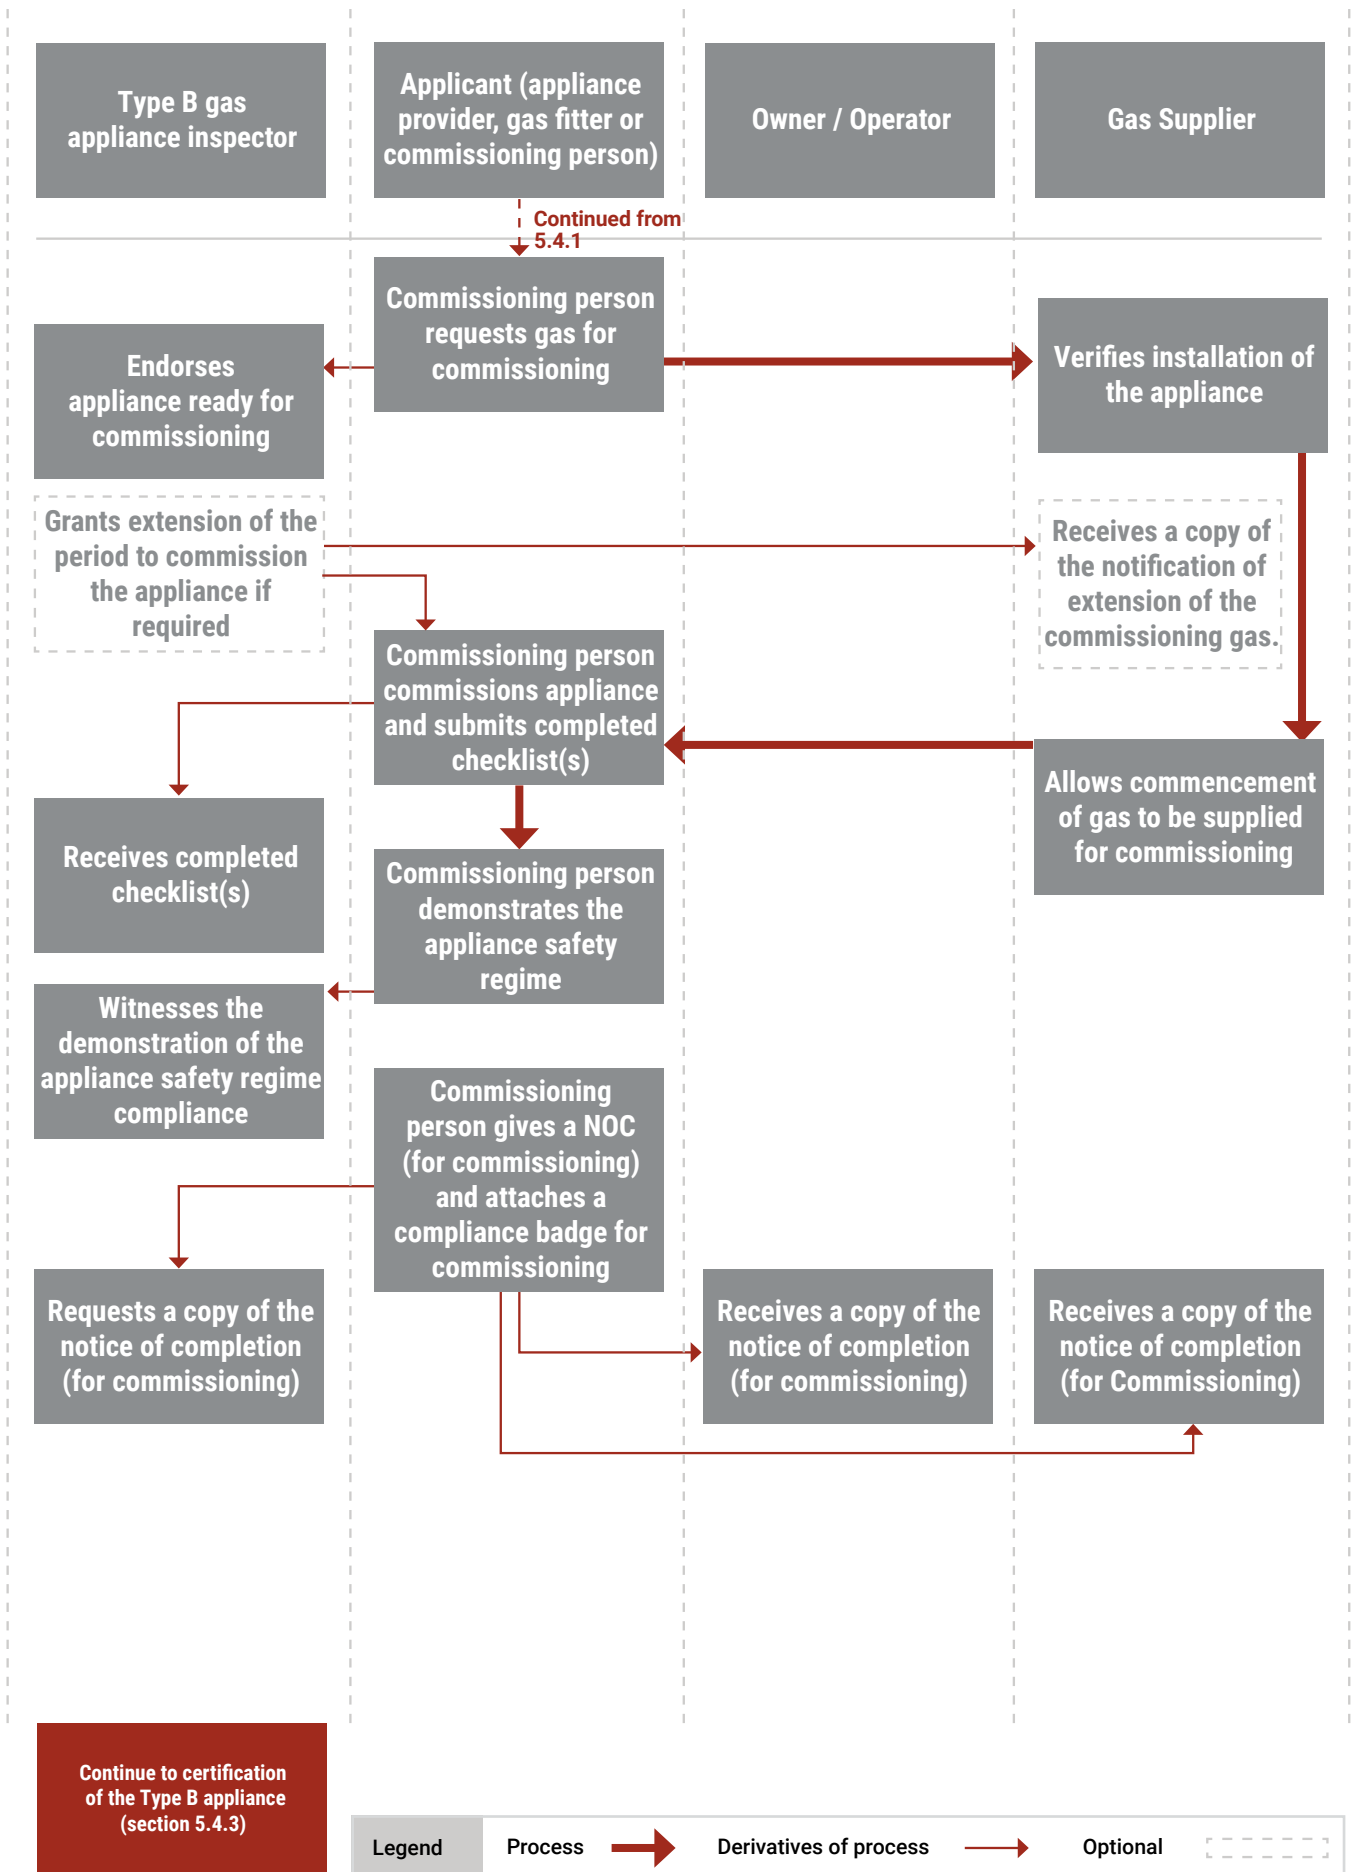 Type B gas
appliance inspector
Applicant (appliance
provider, gas fitter or
commissioning person)
Owner / Operator
Gas Supplier
Continued from
5.4.1
Commissioning person
requests gas for
commissioning
Endorses
appliance ready for
commissioning
Verifies installation of
the appliance
Grants extension of the
period to commission
the appliance if
required
Receives a copy of
the notification of
extension of the
commissioning gas.
Commissioning person
commissions appliance
and submits completed
checklist(s)
Allows commencement
of gas to be supplied
for commissioning
Receives completed
checklist(s)
Commissioning person
demonstrates the
appliance safety
regime
Witnesses the
demonstration of the
appliance safety regime
compliance
Commissioning
person gives a NOC
(for commissioning)
and attaches a
compliance badge for
commissioning
Requests a copy of the
notice of completion
(for commissioning)
Receives a copy of the
notice of completion
(for commissioning)
Receives a copy of the
notice of completion
(for Commissioning)
Continue to certification
of the Type B appliance
(section 5.4.3)
Legend
Process
Derivatives of process
Optional